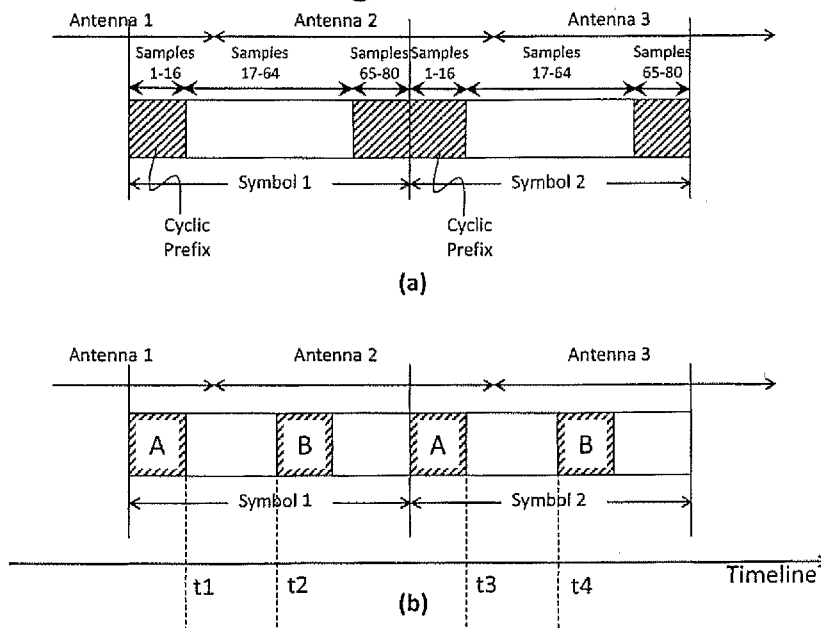 Antenna 1 Antenna 2 Antenna 3
Samples Samples Samples Samples Samples Samples
1-16 17-64 65-80 1-16 17-64 65-80
Symbol 1 Symbol 2
Cyclic Cyclic
Prefix Prefix
(a)
Antenna 1 Antenna 2 Antenna 3
A B A B
Symbol 1 Symbol 2
Timeline
t1 t2 t3 t4
(b)